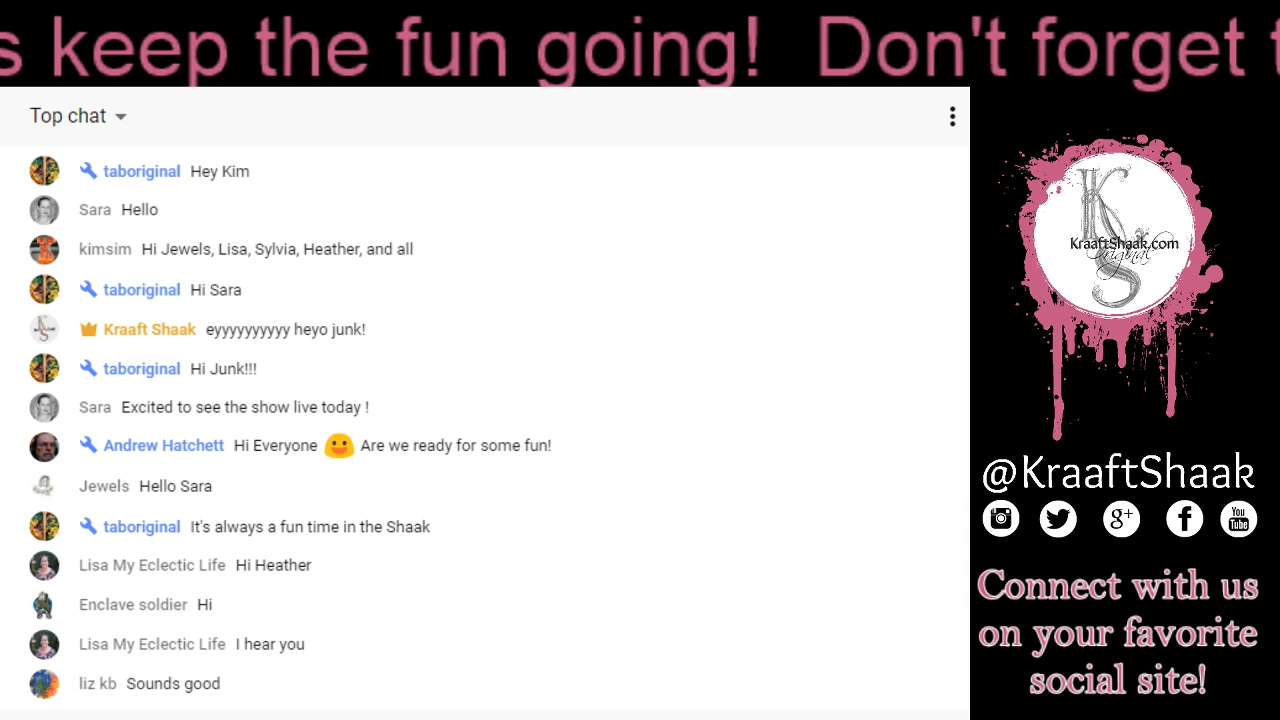 s keep the fun going! Don't forget t
Top chat
taboriginal Hey Kim
Sara Hello
kimsim Hi Jewels, Lisa, Sylvia, Heather, and all
taboriginal Hi Sara
Kraaft Shaak eyyyyyyyyyy heyo junk!
taboriginal Hi Junk!!!
Sara Excited to see the show live today !
Andrew Hatchett Hi Everyone Are we ready for some fun!
Jewels Hello Sara
taboriginal It's always a fun time in the Shaak
Lisa My Eclectic Life Hi Heather
Enclave soldier Hi
Lisa My Eclectic Life I hear you
liz kb Sounds good
K
KraaftShaak.com
Original
S
@KraaftShaak
g+ f You Tube
Connect with us
on your favorite
social site!